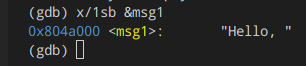 (gdb) x/1sb &msg1
0x804a000 <msg1>:        "Hello, "
(gdb)